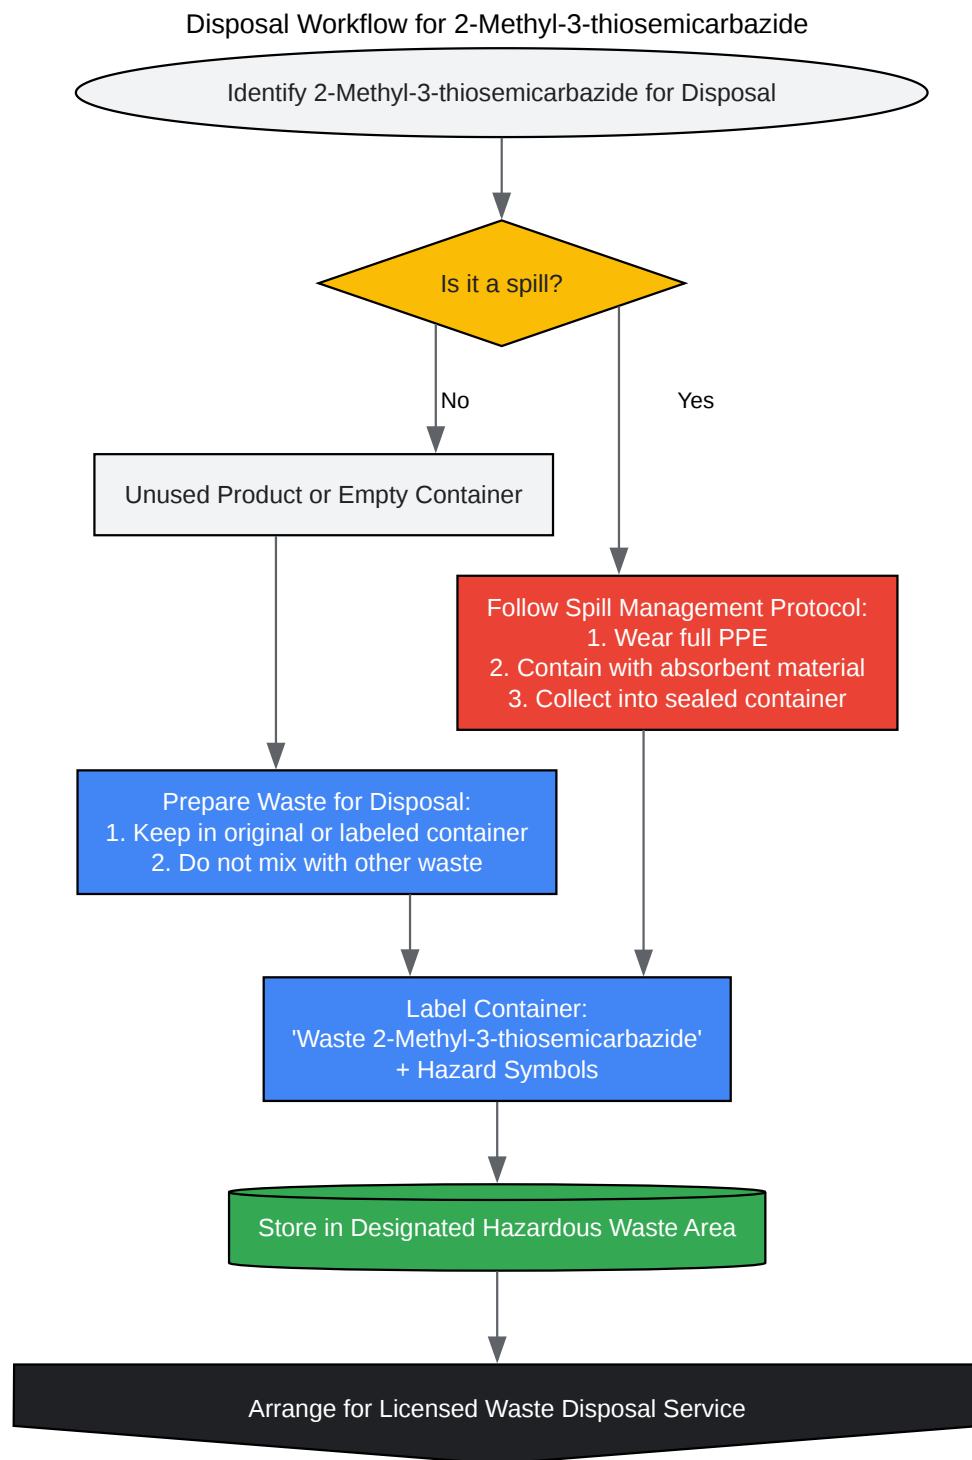 Disposal Workflow for 2-Methyl-3-thiosemicarbazide
Identify 2-Methyl-3-thiosemicarbazide for Disposal
Is it a spill?
No
Yes
Unused Product or Empty Container
Follow Spill Management Protocol:
1. Wear full PPE
2. Contain with absorbent material
3. Collect into sealed container
Prepare Waste for Disposal:
1. Keep in original or labeled container
2. Do not mix with other waste
Label Container:
'Waste 2-Methyl-3-thiosemicarbazide'
+ Hazard Symbols
Store in Designated Hazardous Waste Area
Arrange for Licensed Waste Disposal Service